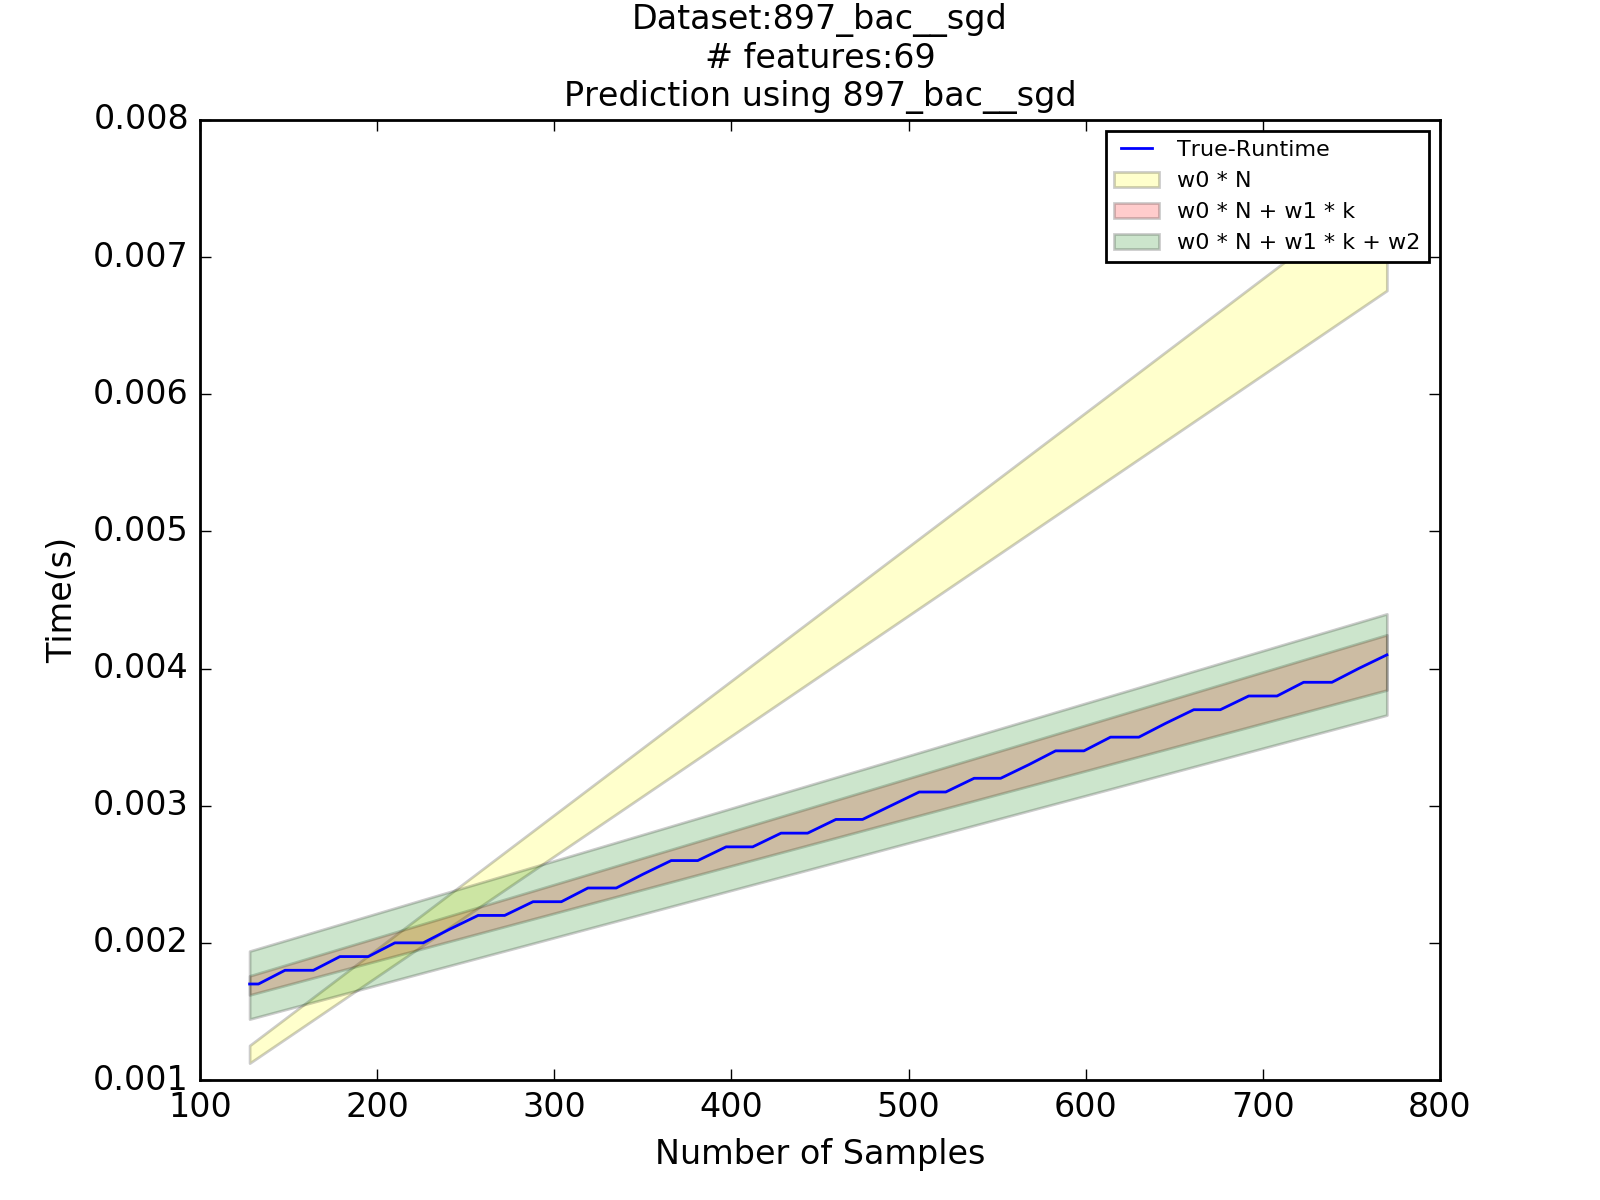 Dataset:897_bac__sgd
# features:69
Prediction using 897_bac__sgd
0.008
0.007
0.006
0.005
0.004
0.003
0.002
0.001
Time(s)
True-Runtime
w0 * N
w0 * N + w1 * k
w0 * N + w1 * k + w2
100 200 300 400 500 600 700 800
Number of Samples